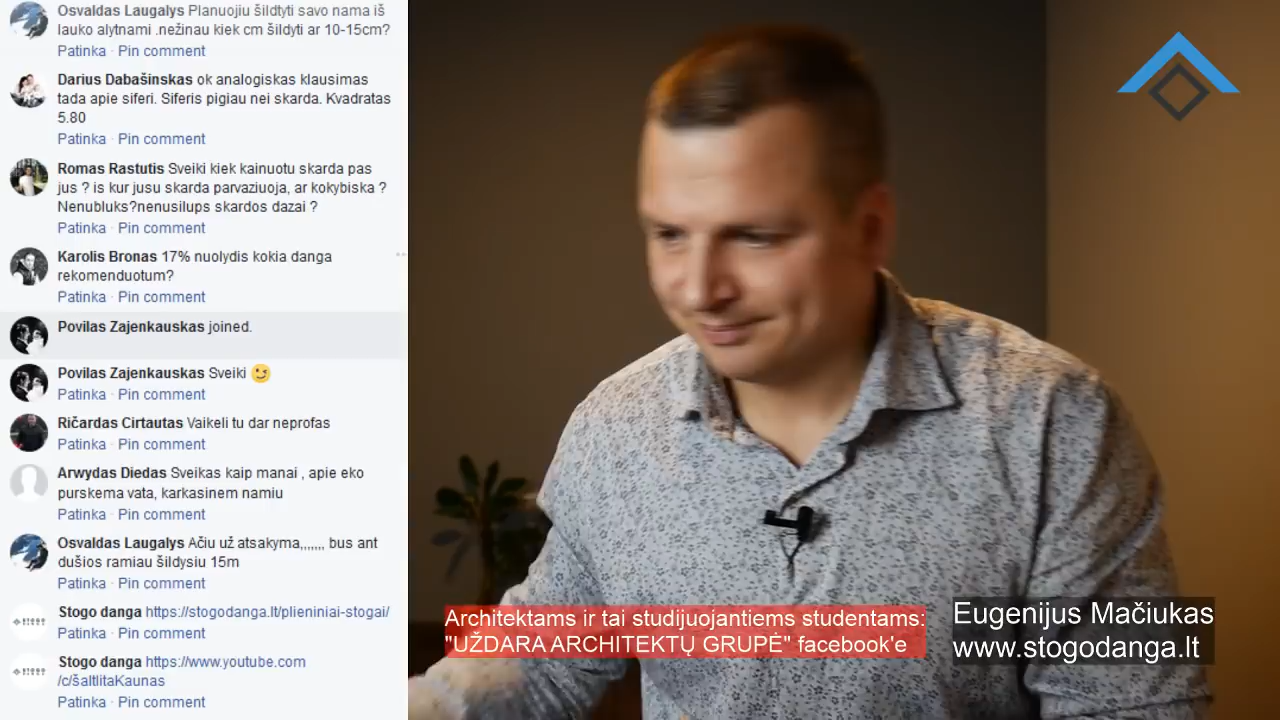 Osvaldas Laugalys Planuojiu šildtyti savo nama iš
lauko alytnami .nežinau kiek cm šildyti ar 10-15cm?
Patinka · Pin comment
Darius Dabašinskas ok analogiskas klausimas
tada apie siferi. Siferis pigiau nei skarda. Kvadratas
5.80
Patinka · Pin comment
Romas Rastutis Sveiki kiek kainuotu skarda pas
jus ? is kur jusu skarda parvaziuoja, ar kokybiska ?
Nenubluks?nenusilups skardos dazai ?
Patinka · Pin comment
Karolis Bronas 17% nuolydis kokia danga
rekomenduotum?
Patinka · Pin comment
Povilas Zajenkauskas joined.
Povilas Zajenkauskas Sveiki 😉
Patinka · Pin comment
Ričardas Cirtautas Vaikeli tu dar neprofas
Patinka · Pin comment
Arwydas Diedas Sveikas kaip manai , apie eko
purskema vata, karkasinem namiu
Patinka · Pin comment
Osvaldas Laugalys Ačiu už atsakyma,,,,,,, bus ant
dušios ramiau šildysiu 15m
Patinka · Pin comment
Stogo danga https://stogodanga.lt/plieniniai-stogai/
Patinka · Pin comment
Stogo danga https://www.youtube.com
/c/šaltlitaKaunas
Patinka · Pin comment
Architektams ir tai studijuojantiems studentams:
"UŽDARA ARCHITEKTŲ GRUPĖ" facebook'e
Eugenijus Mačiukas
www.stogodanga.lt